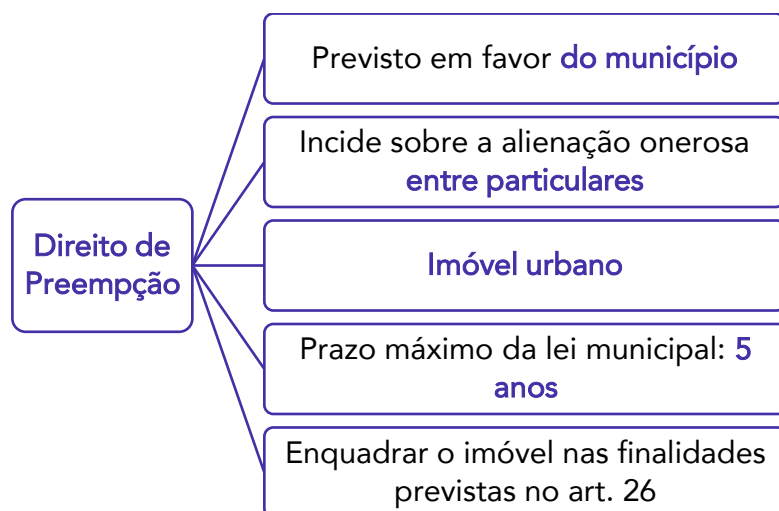 Previsto em favor do município
Incide sobre a alienação onerosa
entre particulares
Direito de
Preempção
Imóvel urbano
Prazo máximo da lei municipal: 5
anos
Enquadrar o imóvel nas finalidades
previstas no art. 26